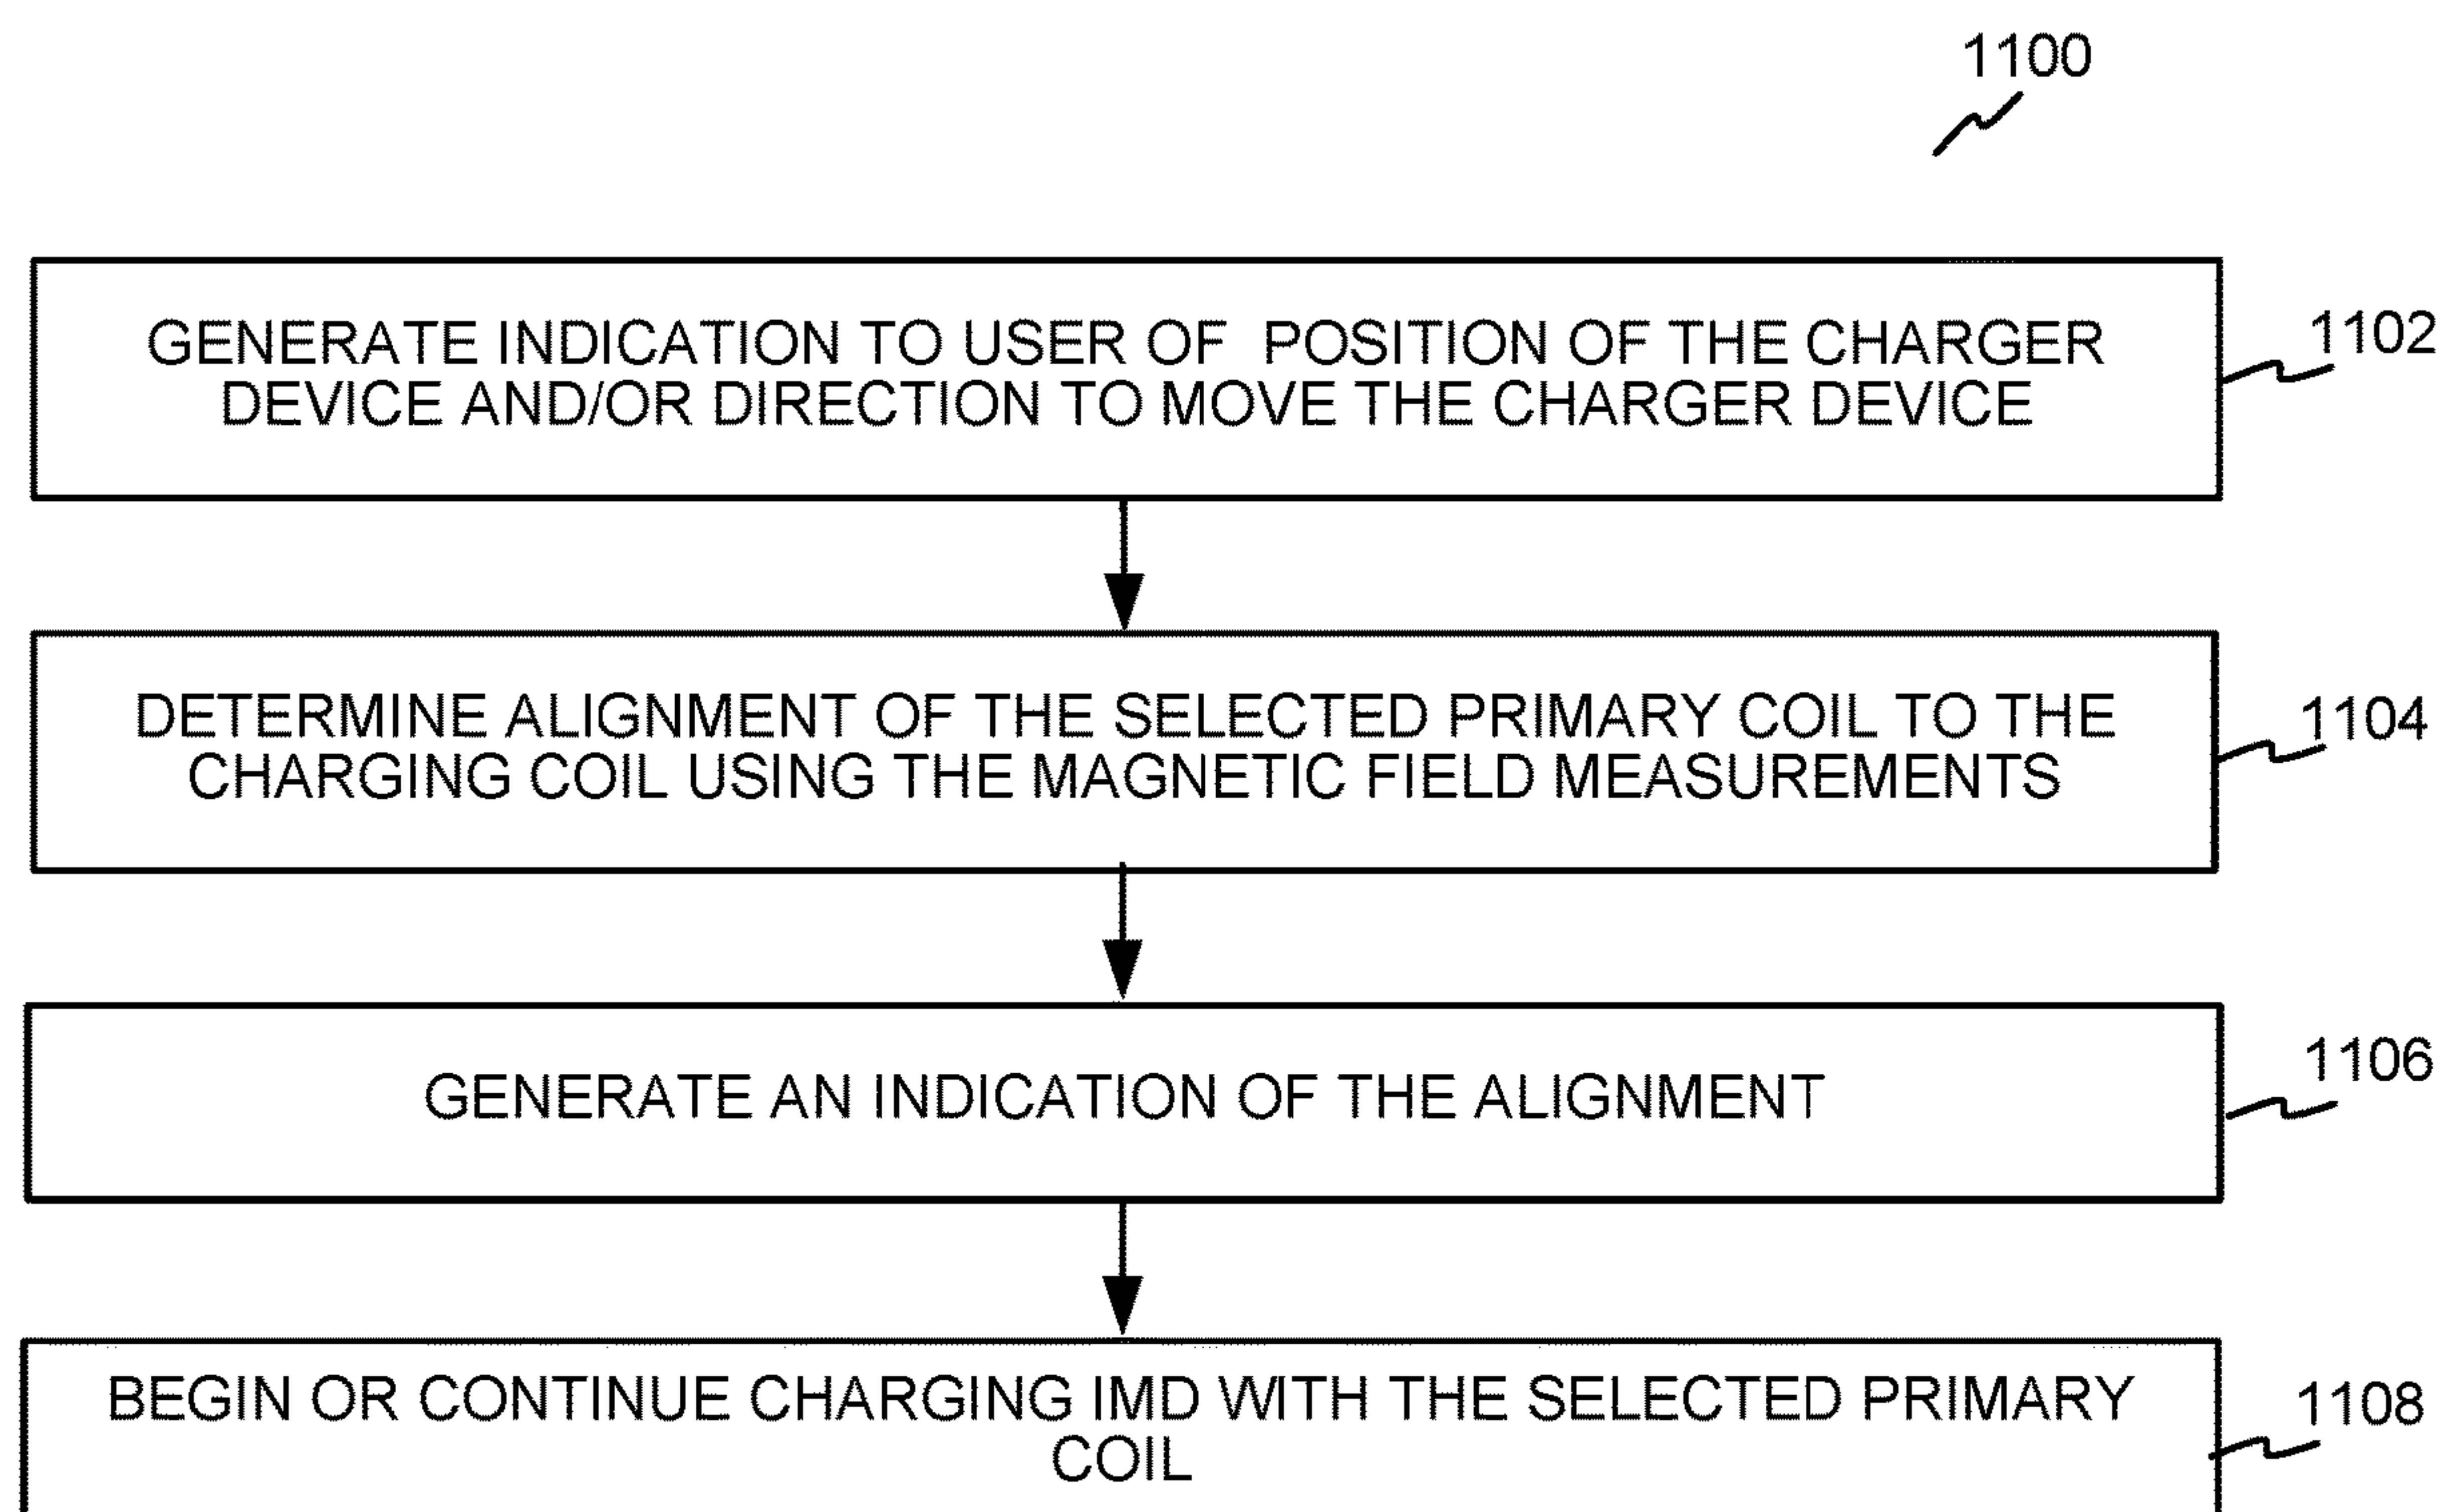 1100
GENERATE INDICATION TO USER OF POSITION OF THE CHARGER
DEVICE AND/OR DIRECTION TO MOVE THE CHARGER DEVICE
1102
DETERMINE ALIGNMENT OF THE SELECTED PRIMARY COIL TO THE
CHARGING COIL USING THE MAGNETIC FIELD MEASUREMENTS
1104
GENERATE AN INDICATION OF THE ALIGNMENT
1106
BEGIN OR CONTINUE CHARGING IMD WITH THE SELECTED PRIMARY
COIL
1108